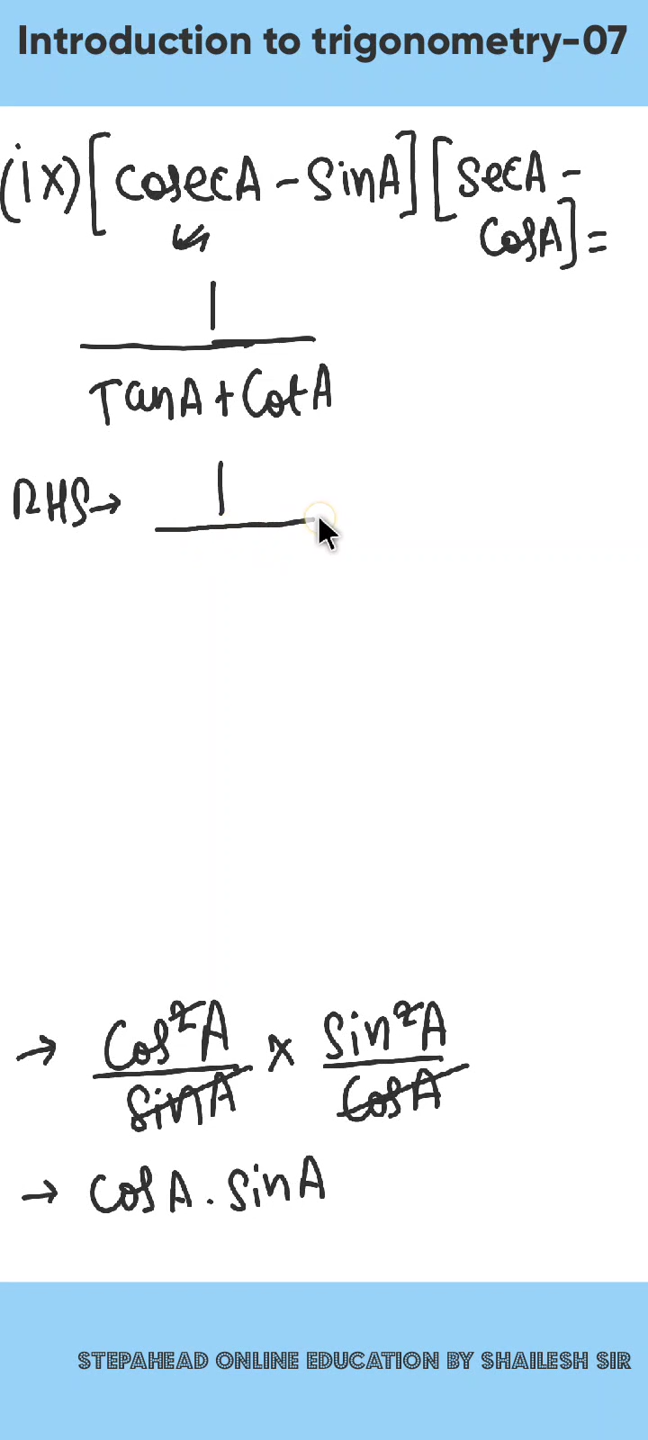 Introduction to trigonometry-07
(ix) [cosecA - SinA] [secA -
CosA] =
1
TanA + CotA
RHS → 1
→ Cos²A / SinA × Sin²A / CosA
→ CosA . SinA
STEPAHEAD ONLINE EDUCATION BY SHAILESH SIR